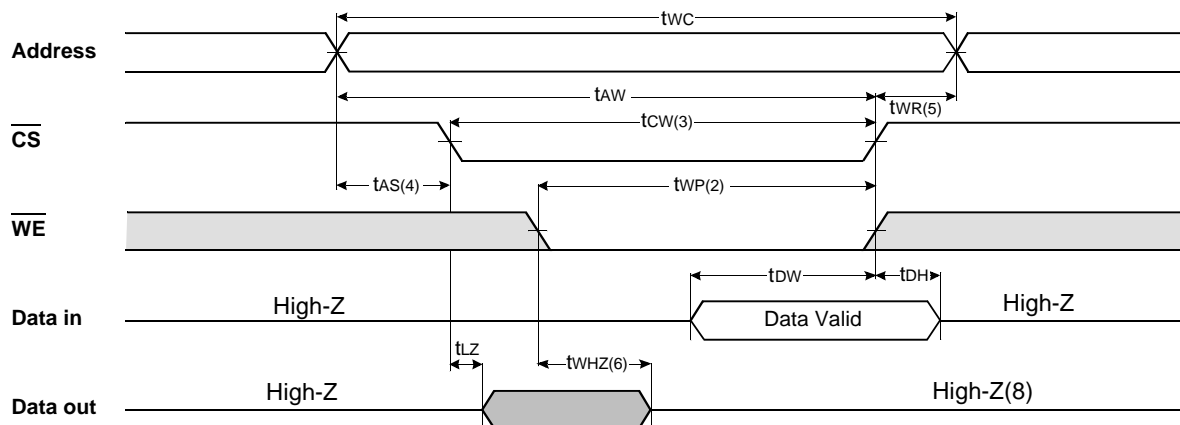 tWC
Address
tAW
tWR(5)
tCW(3)
CS
tAS(4)
tWP(2)
WE
tDW
tDH
High-Z
High-Z
Data in
Data Valid
tLZ
tWHZ(6)
High-Z
High-Z(8)
Data out